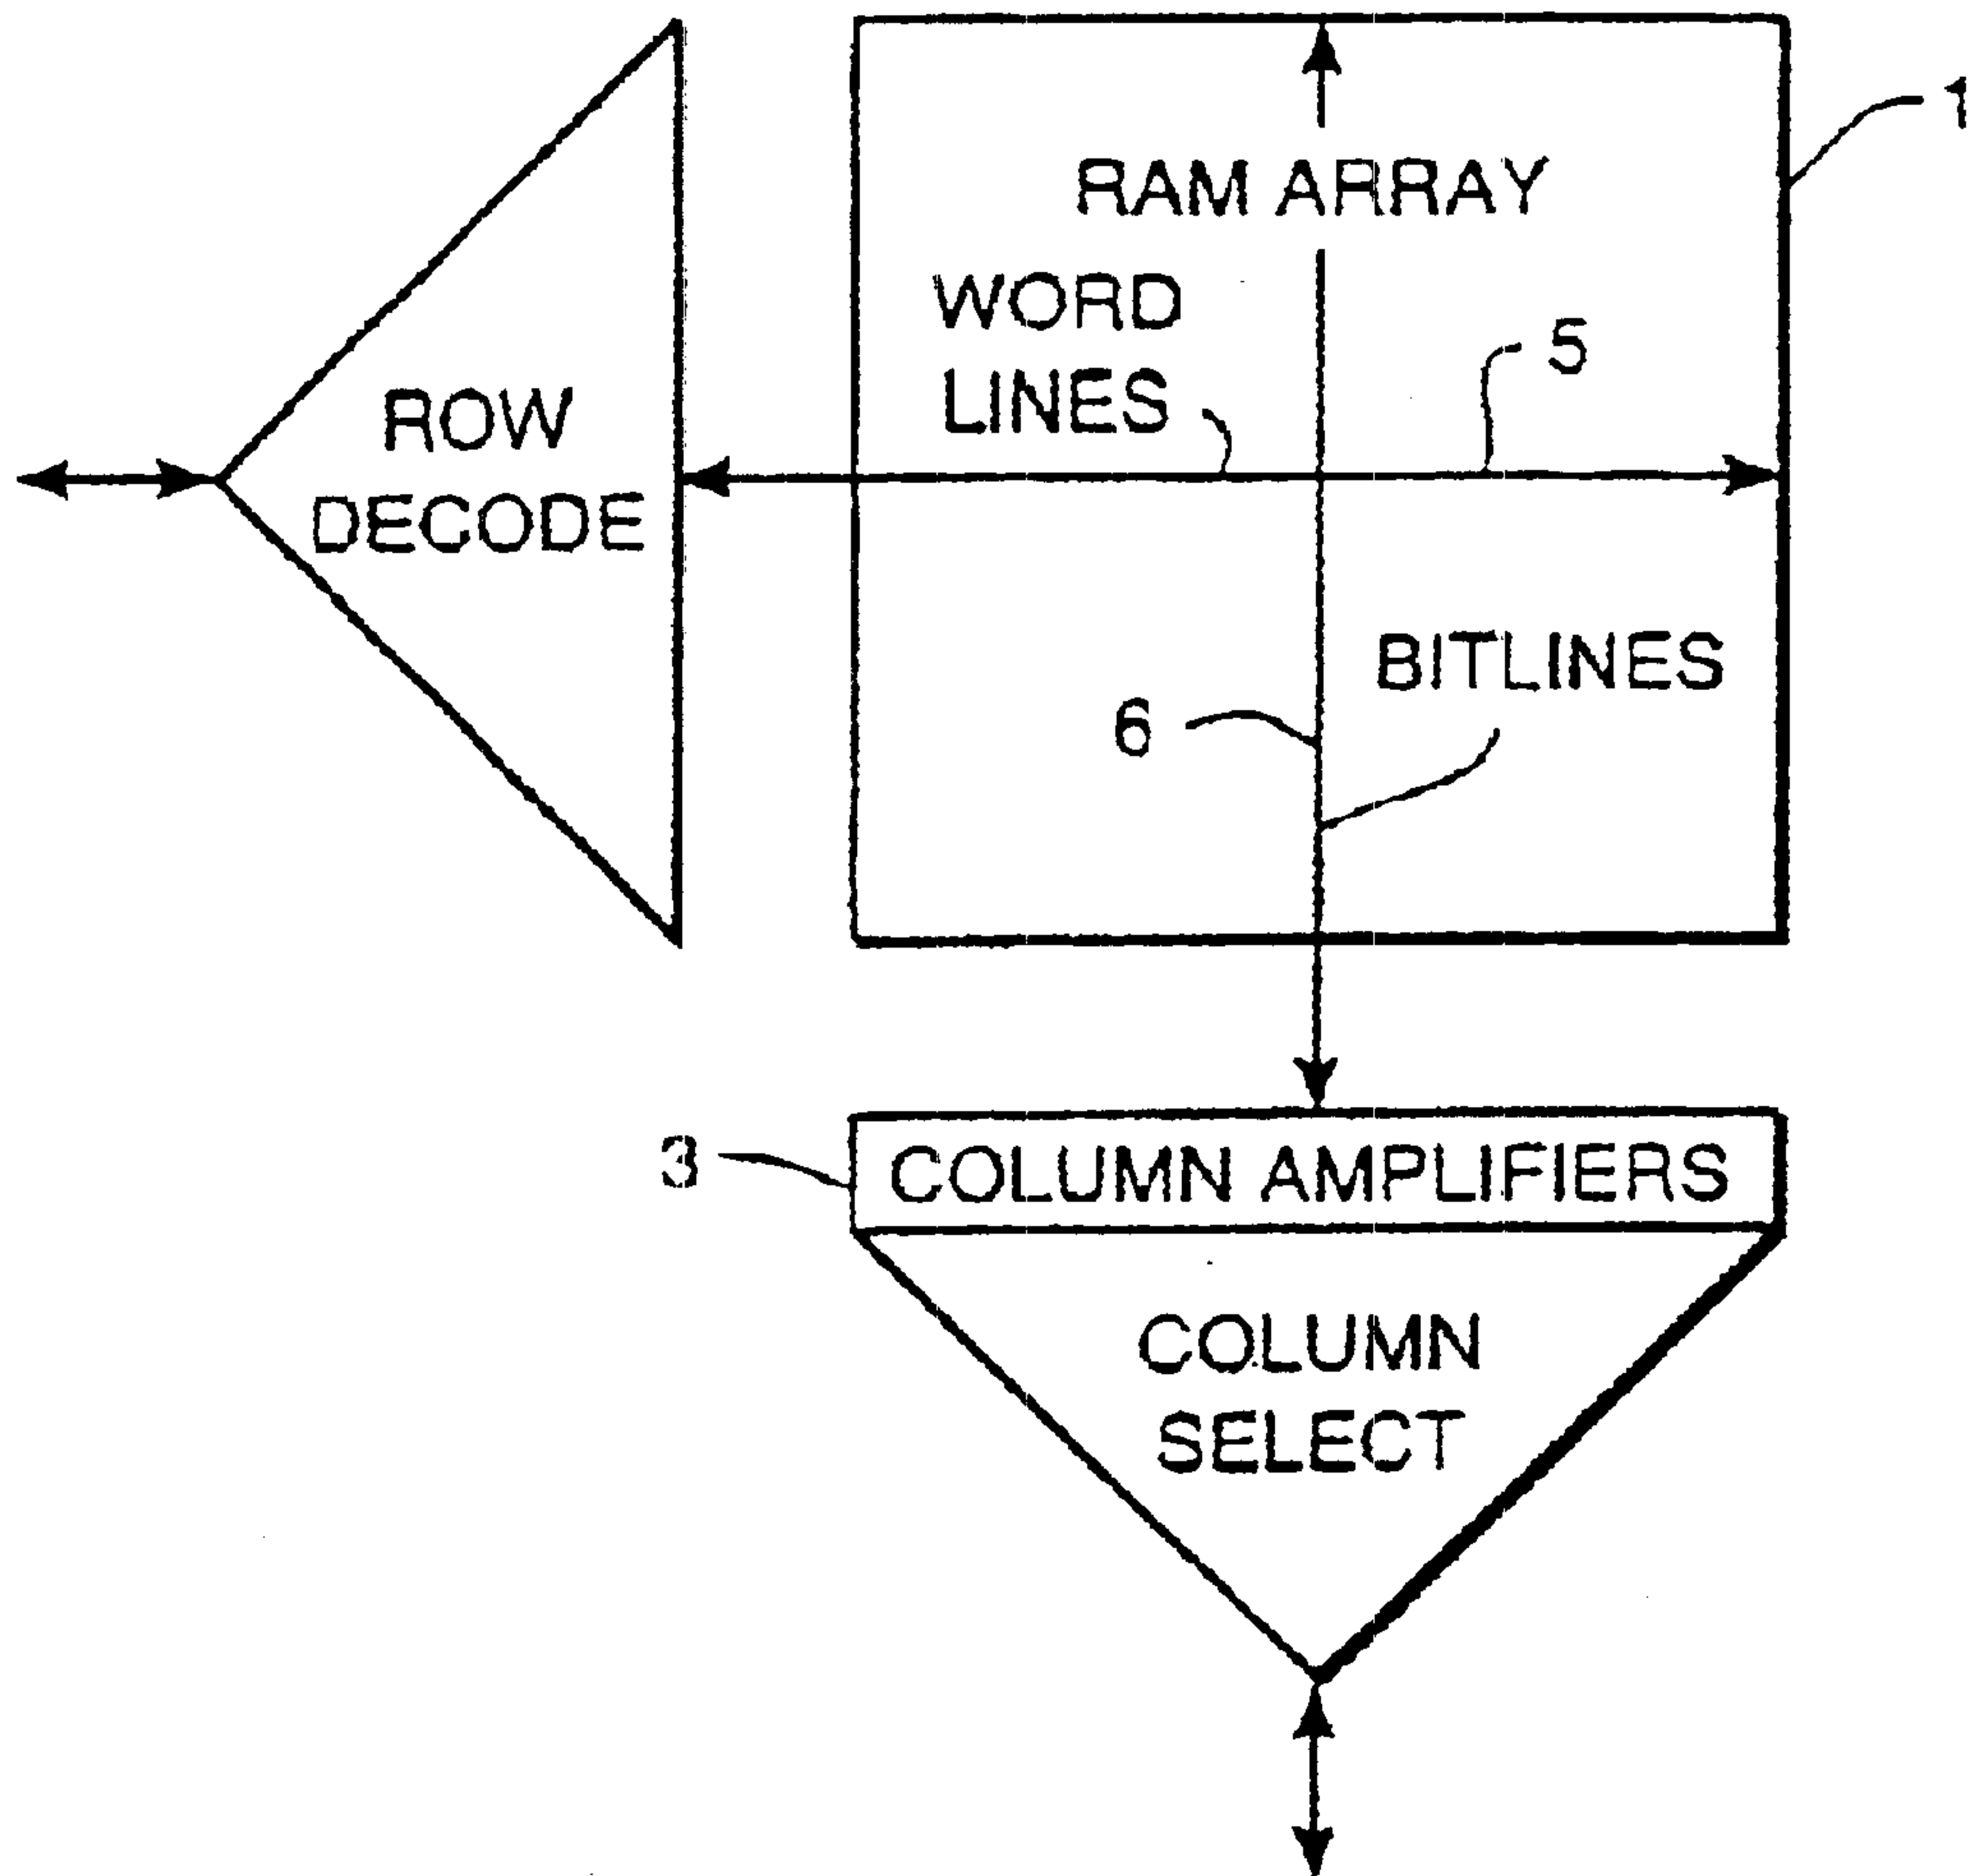 1
RAM ARRAY
WORD
LINES
5
ROW
DECODE
BITLINES
6
3
COLUMN AMPLIFIERS
COLUMN
SELECT